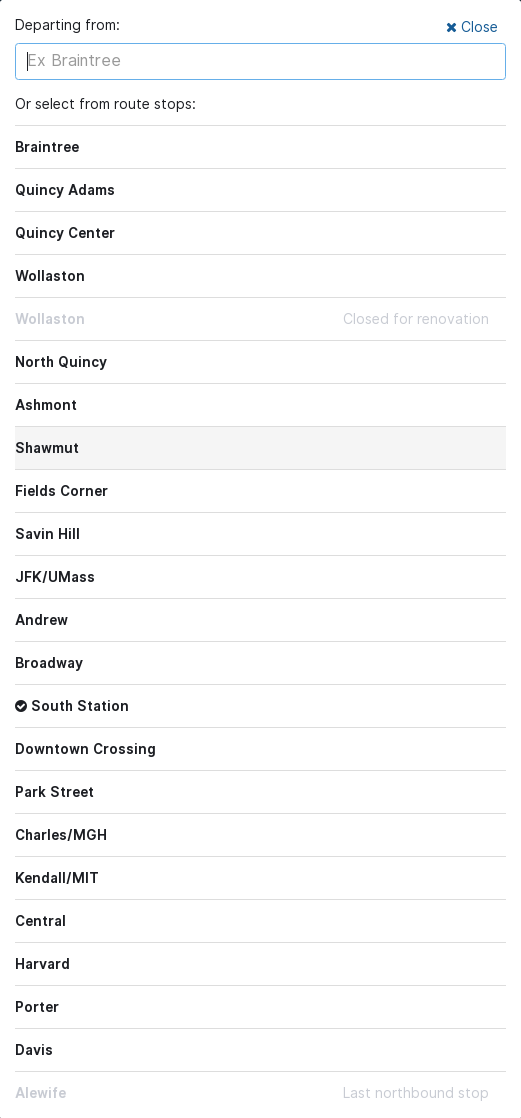 Departing from:
Close
Ex Braintree
Or select from route stops:
Braintree
Quincy Adams
Quincy Center
Wollaston
Wollaston Closed for renovation
North Quincy
Ashmont
Shawmut
Fields Corner
Savin Hill
JFK/UMass
Andrew
Broadway
South Station
Downtown Crossing
Park Street
Charles/MGH
Kendall/MIT
Central
Harvard
Porter
Davis
Alewife Last northbound stop